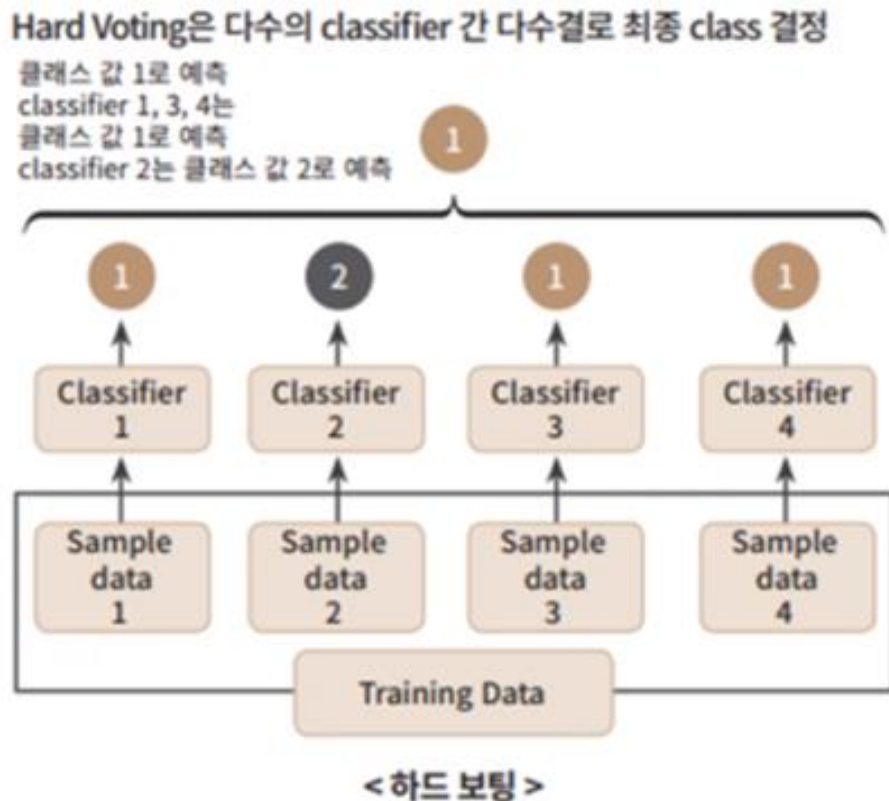 Hard Voting은 다수의 classifier 간 다수결로 최종 class 결정
클래스 값 1로 예측
classifier 1, 3, 4는
클래스 값 1로 예측
classifier 2는 클래스 값 2로 예측
1
1
2
1
1
Classifier
1
Classifier
2
Classifier
3
Classifier
4
Sample
data
1
Sample
data
2
Sample
data
3
Sample
data
4
Training Data
< 하드 보팅 >